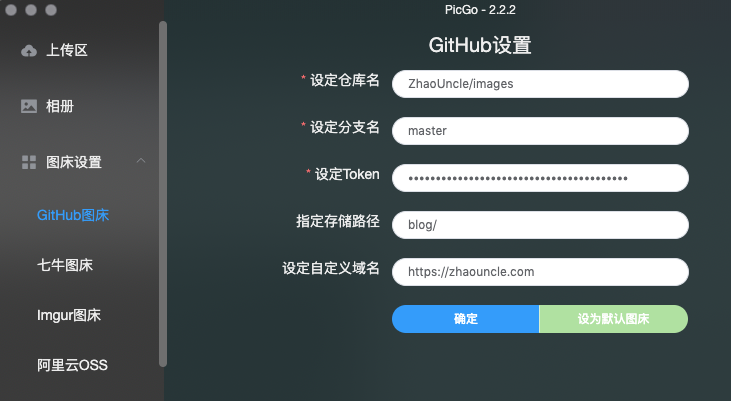 PicGo - 2.2.2
上传区
相册
图床设置
GitHub图床
七牛图床
Imgur图床
阿里云OSS
GitHub设置
* 设定仓库名 ZhaoUncle/images
* 设定分支名 master
* 设定Token ••••••••••••••••••••••••••••••••••••••••
指定存储路径 blog/
设定自定义域名 https://zhaouncle.com
确定 设为默认图床